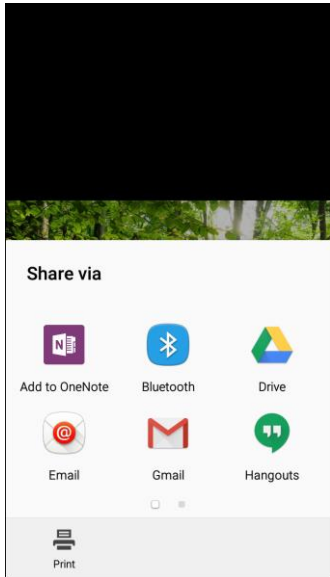 Share via
Add to OneNote Bluetooth Drive
Email Gmail Hangouts
Print